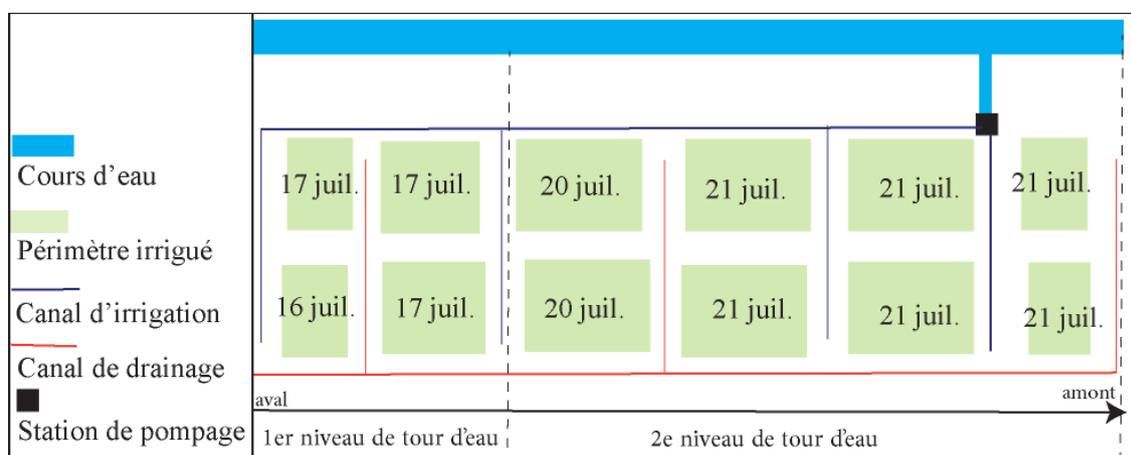 Cours d'eau
Périmètre irrigué
Canal d'irrigation
Canal de drainage
Station de pompage
17 juil. 17 juil. 20 juil. 21 juil. 21 juil. 21 juil.
16 juil. 17 juil. 20 juil. 21 juil. 21 juil. 21 juil.
aval amont
1er niveau de tour d'eau 2e niveau de tour d'eau